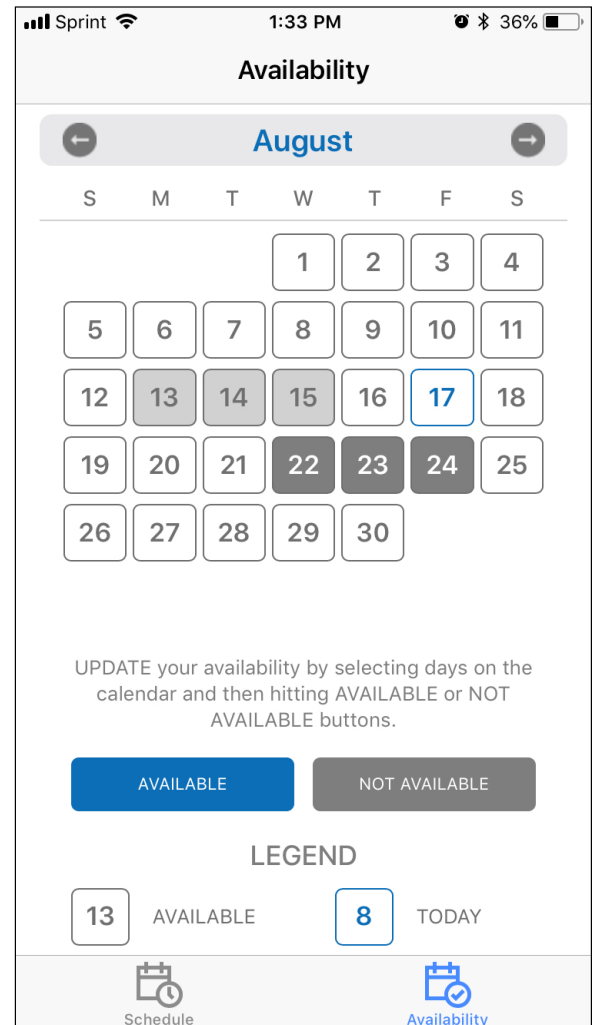 Sprint 1:33 PM 36%
Availability
August
S M T W T F S
1 2 3 4
5 6 7 8 9 10 11
12 13 14 15 16 17 18
19 20 21 22 23 24 25
26 27 28 29 30
UPDATE your availability by selecting days on the
calendar and then hitting AVAILABLE or NOT
AVAILABLE buttons.
AVAILABLE NOT AVAILABLE
LEGEND
13 AVAILABLE 8 TODAY
Schedule Availability